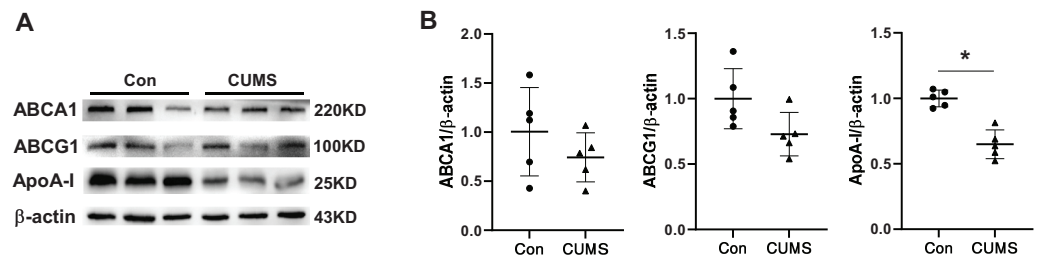 A
Con CUMS
ABCA1 220KD
ABCG1 100KD
ApoA-I 25KD
β-actin 43KD
B
ABCA1/β-actin
2.0
1.5
1.0
0.5
0.0
Con CUMS
ABCG1/β-actin
1.5
1.0
0.5
0.0
Con CUMS
ApoA-I/β-actin
1.5
1.0
0.5
0.0
*
Con CUMS